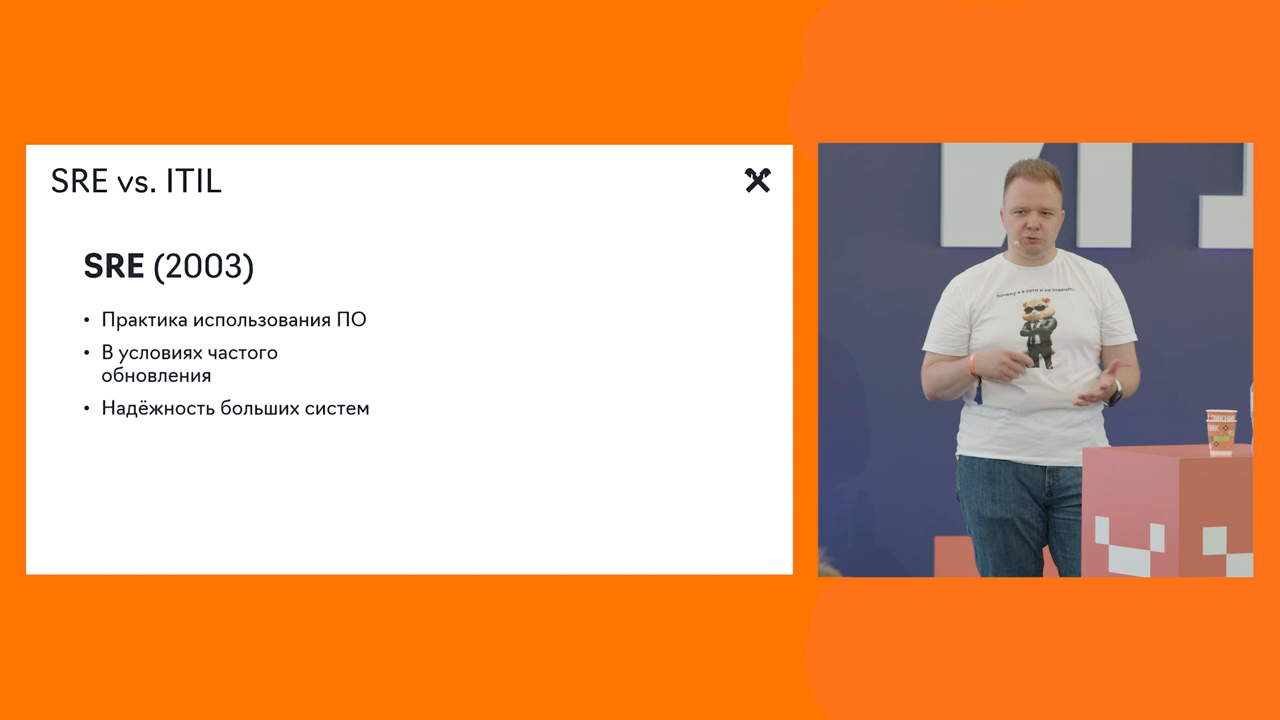 SRE vs. ITIL
SRE (2003)
• Практика использования ПО
• В условиях частого
обновления
• Надёжность больших систем